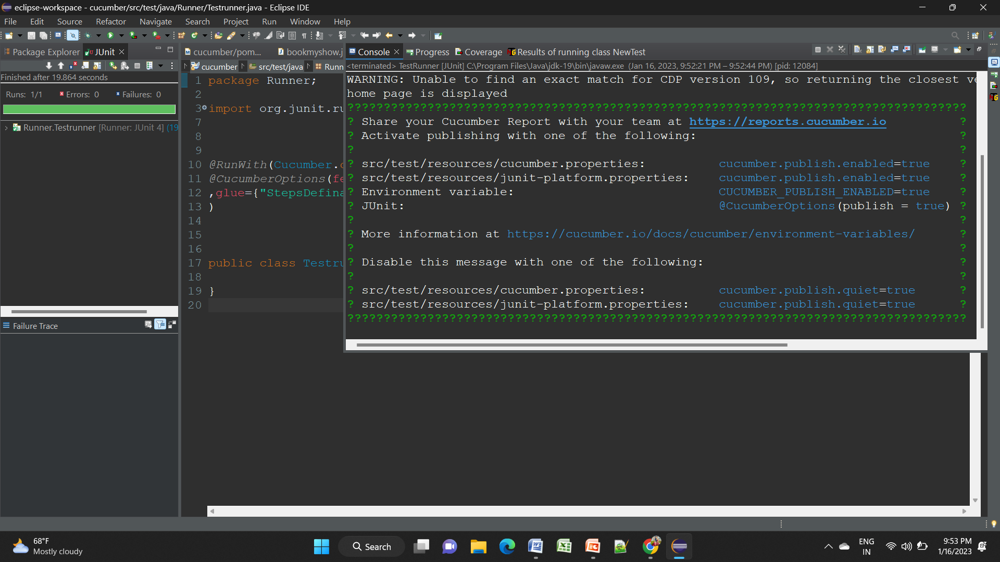 eclipse-workspace - cucumber/src/test/java/Runner/Testrunner.java - Eclipse IDE
File Edit Source Refactor Navigate Search Project Run Window Help
Package Explorer JUnit
Finished after 19.864 seconds
Runs: 1/1 Errors: 0 Failures: 0
Runner.Testrunner [Runner: JUnit 4] (19
Failure Trace
cucumber/pom... bookmyshow.j
cucumber src/test/java Runn
1 package Runner;
2
3 import org.junit.ru
7
8
9
10 @RunWith(Cucumber.c
11 @CucumberOptions(fe
12 ,glue={"StepsDefina
13 )
14
15
16
17 public class Testru
18
19 }
20
Console Progress Coverage Results of running class NewTest
<terminated> TestRunner [JUnit] C:\Program Files\Java\jdk-19\bin\javaw.exe (Jan 16, 2023, 9:52:21 PM – 9:52:44 PM) [pid: 12084]
WARNING: Unable to find an exact match for CDP version 109, so returning the closest ve
home page is displayed
?????????????????????????????????????????????????????????????????????????????????????
? Share your Cucumber Report with your team at https://reports.cucumber.io ?
? Activate publishing with one of the following: ?
? ?
? src/test/resources/cucumber.properties: cucumber.publish.enabled=true ?
? src/test/resources/junit-platform.properties: cucumber.publish.enabled=true ?
? Environment variable: CUCUMBER_PUBLISH_ENABLED=true ?
? JUnit: @CucumberOptions(publish = true) ?
? ?
? More information at https://cucumber.io/docs/cucumber/environment-variables/ ?
? ?
? Disable this message with one of the following: ?
? ?
? src/test/resources/cucumber.properties: cucumber.publish.quiet=true ?
? src/test/resources/junit-platform.properties: cucumber.publish.quiet=true ?
?????????????????????????????????????????????????????????????????????????????????????
68°F
Mostly cloudy
Search
ENG
IN
9:53 PM
1/16/2023